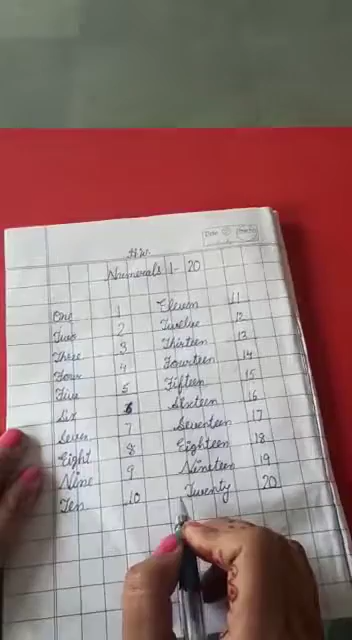 Date
H.W.
Numerals 1-20
One 1 Eleven 11
Two 2 Twelve 12
Three 3 Thirteen 13
Four 4 Fourteen 14
Five 5 Fifteen 15
Six 6 Sixteen 16
Seven 7 Seventeen 17
Eight 8 Eighteen 18
Nine 9 Nineteen 19
Ten 10 Twenty 20